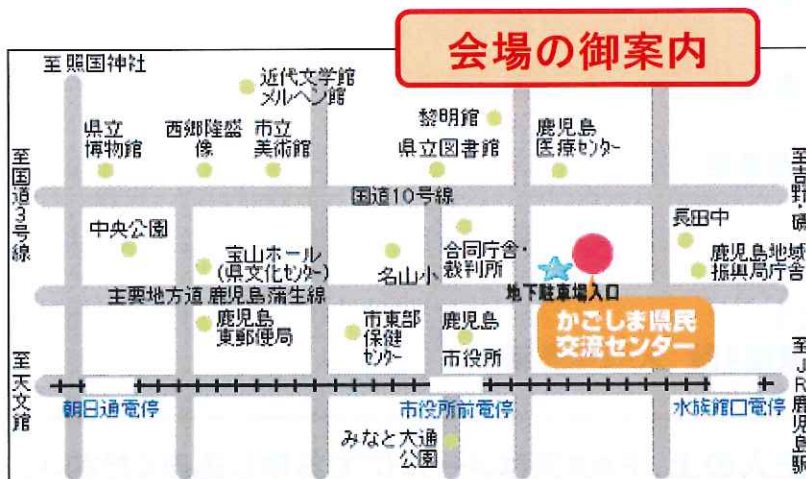 会場の御案内
至照国神社
近代文学館
メルヘン館
県立
博物館
西郷隆盛
像
市立
美術館
黎明館
県立図書館
鹿児島
医療センター
至国道3号線
至吉野・磯
国道10号線
中央公園
宝山ホール
(県文化センター)
名山小
合同庁舎・
裁判所
長田中
鹿児島地域
振興局庁舎
地下駐車場入口
主要地方道 鹿児島蒲生線
かごしま県民
交流センター
鹿児島
東郵便局
市東部
保健
センター
鹿児島
市役所
至天文館
至JR鹿児島駅
朝日通電停
市役所前電停
水族館口電停
みなと大通
公園